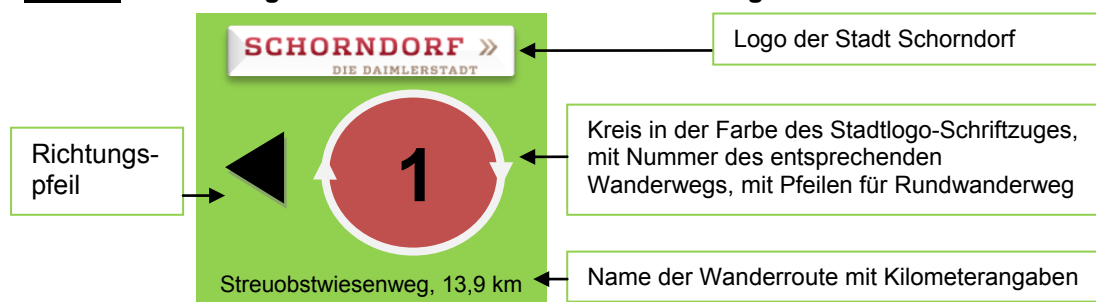 SCHORNDORF »
DIE DAIMLERSTADT
Logo der Stadt Schorndorf
Richtungs-
pfeil
1
Kreis in der Farbe des Stadtlogo-Schriftzuges,
mit Nummer des entsprechenden
Wanderwegs, mit Pfeilen für Rundwanderweg
Streuobstwiesenweg, 13,9 km
Name der Wanderroute mit Kilometerangaben